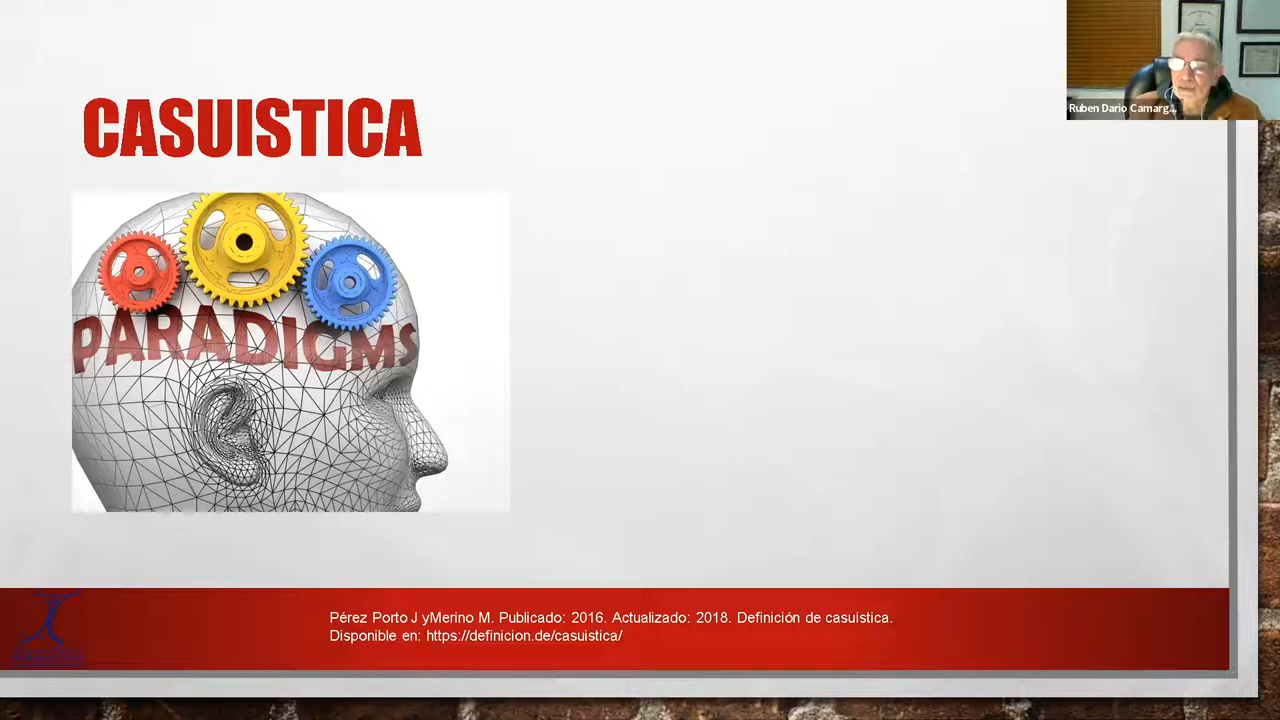 Ruben Dario Camarg...
CASUISTICA
PARADIGMS
Pérez Porto J yMerino M. Publicado: 2016. Actualizado: 2018. Definición de casuística.
Disponible en: https://definicion.de/casuistica/